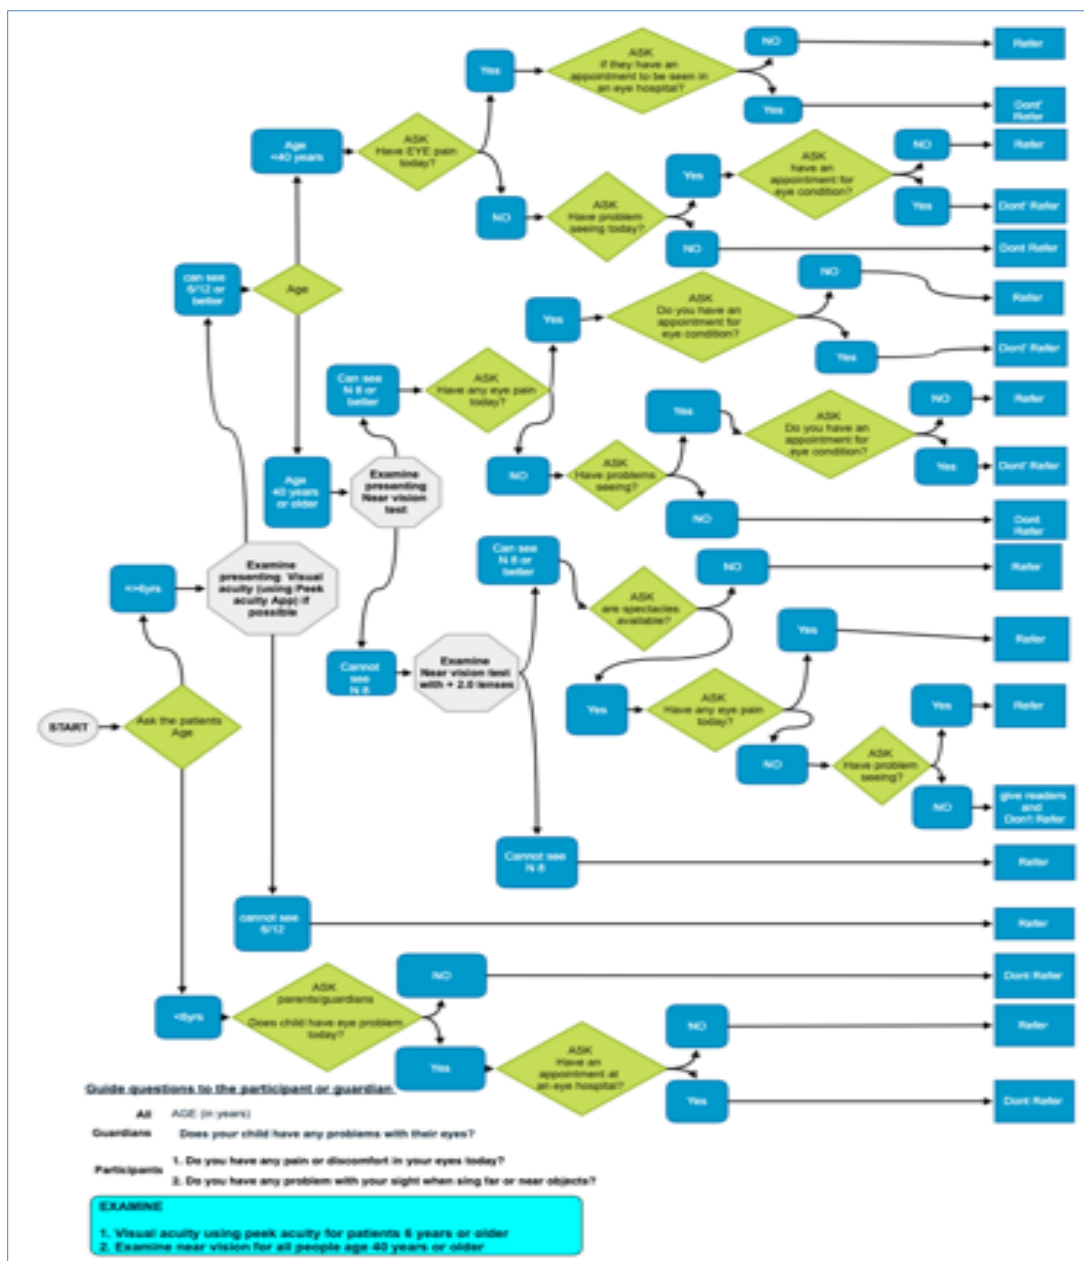 NO
Refer
ASK
if they have an
appointment to be seen in
an eye hospital?
Yes
Yes
Dont'
Refer
Age
<40 years
ASK
Have EYE pain
today?
NO
Refer
ASK
have an
appointment for
eye condition?
Yes
Yes
Dont' Refer
NO
ASK
Have problem
seeing today?
NO
Dont Refer
can see
6/12 or
better
Age
NO
Refer
ASK
Do you have an
appointment for
eye condition?
Yes
Yes
Dont' Refer
Can see
N 8 or
better
ASK
Have any eye pain
today?
NO
Refer
Yes
ASK
Do you have an
appointment for
eye condition?
Yes
Dont' Refer
Age
40 years
or older
Examine
presenting
Near vision
test
NO
ASK
Have problems
seeing?
NO
Dont
Refer
Can see
N 8 or
better
NO
Refer
=>6yrs
Examine
presenting Visual
acuity (using Peek
acuity App) if
possible
ASK
are spectacles
available?
Yes
Refer
Cannot
see
N 8
Examine
Near vision test
with + 2.0 lenses
Yes
ASK
Have any eye pain
today?
Yes
Refer
START
Ask the patients
Age
NO
ASK
Have problem
seeing?
NO
give readers
and
Don't Refer
Cannot see
N 8
Refer
cannot see
6/12
Refer
NO
Dont Refer
<6yrs
ASK
parents/guardians
Does child have eye problem
today?
NO
Refer
Yes
ASK
Have an
appointment at
an eye hospital?
Yes
Dont Refer
Guide questions to the participant or guardian
All AGE (in years)
Guardians Does your child have any problems with their eyes?
Participants
1. Do you have any pain or discomfort in your eyes today?
2. Do you have any problem with your sight when sing far or near objects?
EXAMINE
1. Visual acuity using peek acuity for patients 6 years or older
2. Examine near vision for all people age 40 years or older